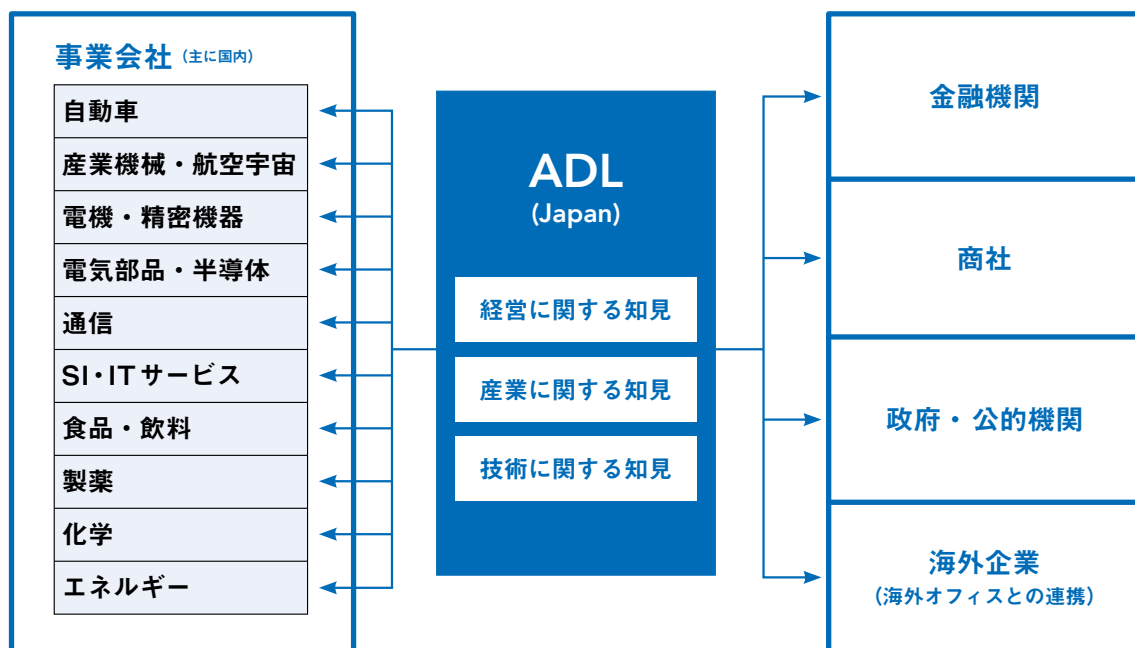 事業会社 (主に国内)
自動車
産業機械・航空宇宙
電機・精密機器
電気部品・半導体
通信
SI・ITサービス
食品・飲料
製薬
化学
エネルギー
ADL
(Japan)
経営に関する知見
産業に関する知見
技術に関する知見
金融機関
商社
政府・公的機関
海外企業
(海外オフィスとの連携)